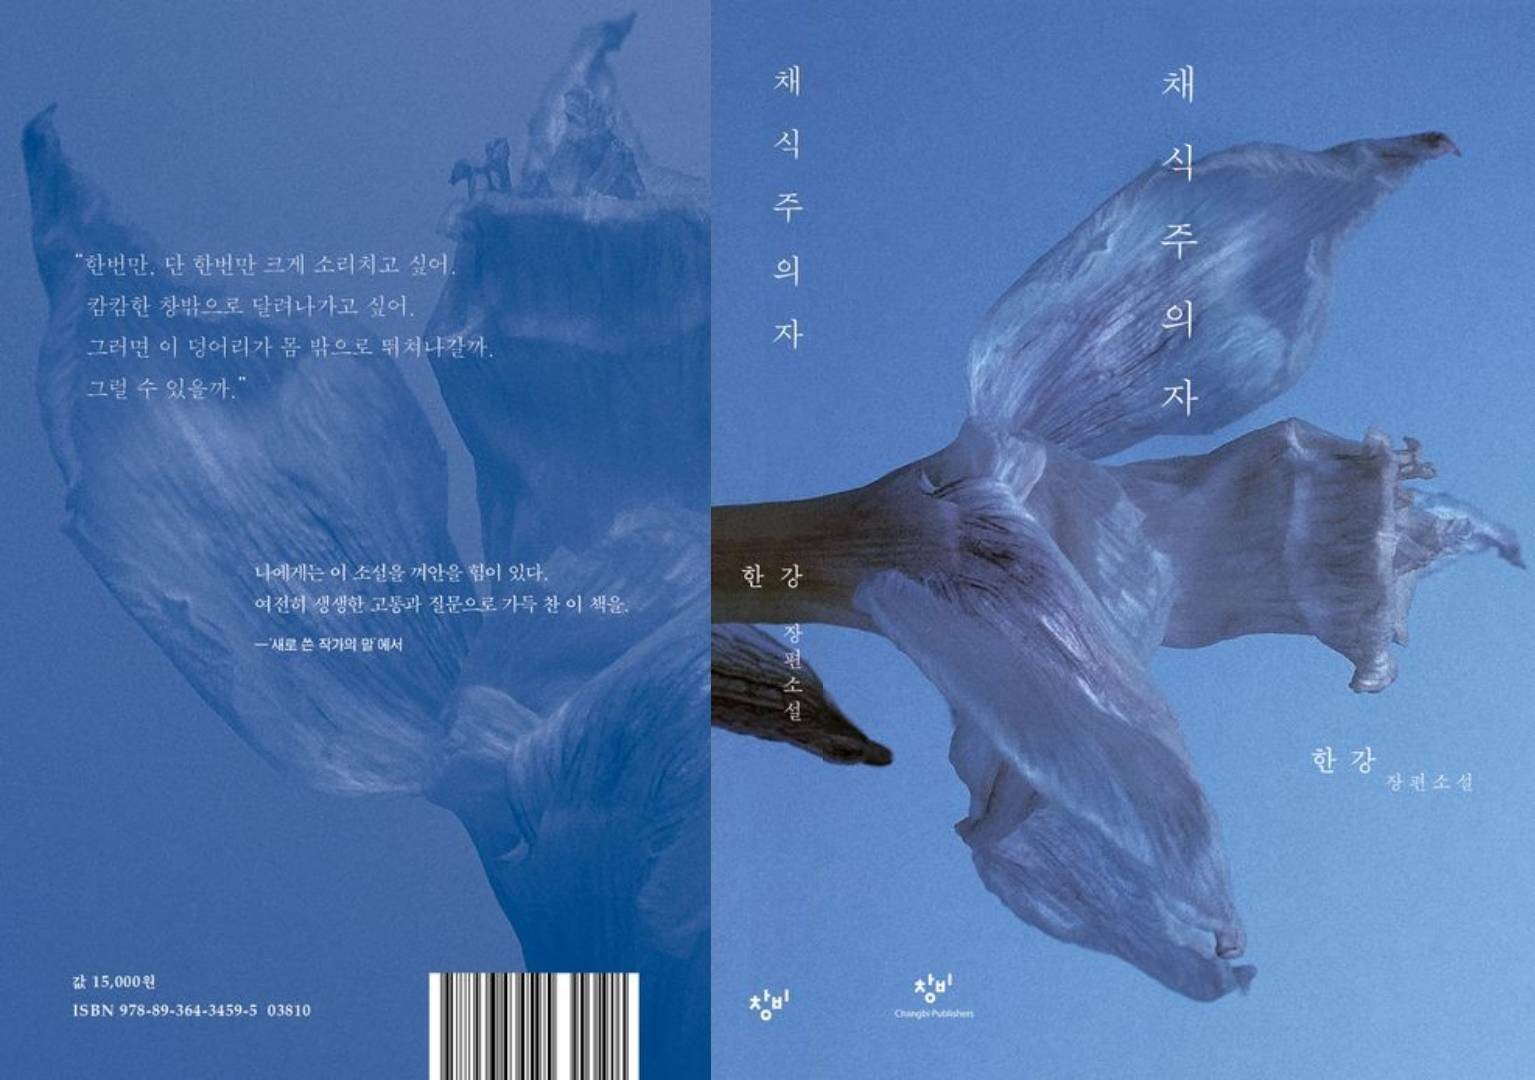 “한번만, 단 한번만 크게 소리치고 싶어.
캄캄한 창밖으로 달려나가고 싶어.
그러면 이 덩어리가 몸 밖으로 뛰쳐나갈까.
그럴 수 있을까.”
나에게는 이 소설을 껴안을 힘이 있다.
여전히 생생한 고통과 질문으로 가득 찬 이 책을.
—‘새로 쓴 작가의 말’에서
값 15,000원
ISBN 978-89-364-3459-5 03810
채식주의자
한강
장편소설
창비
채식주의자
한강
장편소설
창비
Changbi Publishers